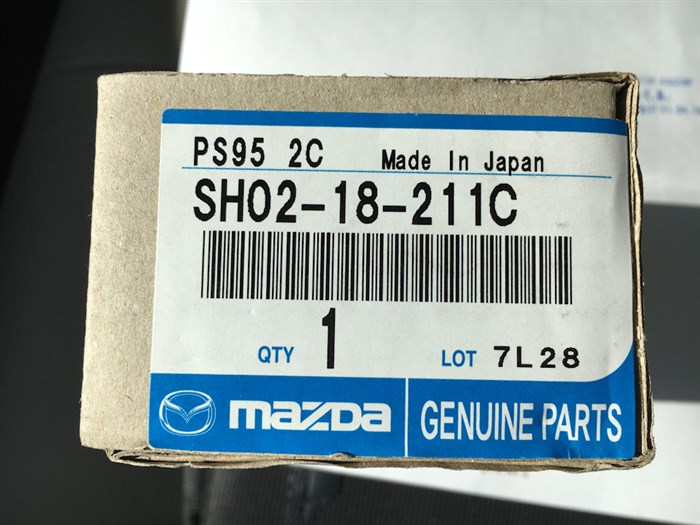 PS95 2C Made In Japan
SH02-18-211C
QTY 1 LOT 7L28
mazda GENUINE PARTS